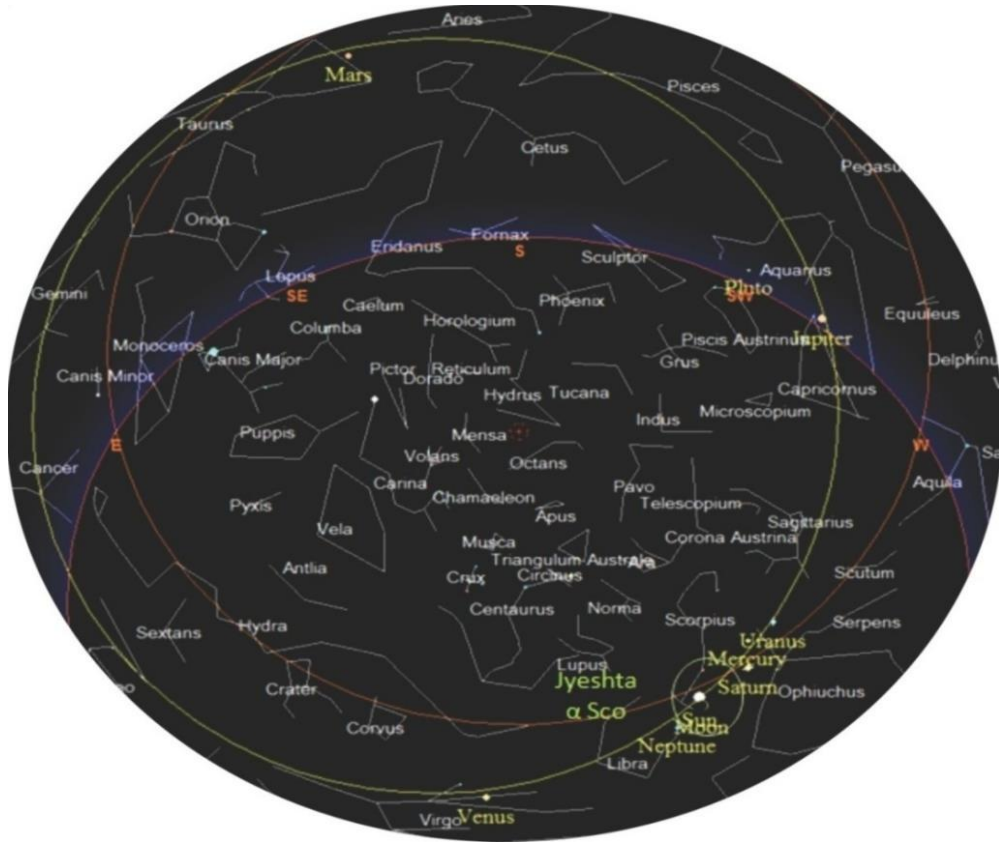 Aries
Mars
Pisces
Taurus
Cetus
Pegasu
Orion
Fornax
Eridanus
S
Sculptor
Lepus
Aquarius
Pluto
SE
SW
Gemini
Caelum
Phoenix
Equuleus
Columba
Horologium
Monoceros
Canis Major
Piscis Austrinus
Jupiter
Grus
Delphinu
Canis Minor
Pictor
Reticulum
Dorado
Hydrus
Tucana
Capricornus
Microscopium
Indus
Puppis
Mensa
E
W
Sa
Cancer
Volans
Octans
Carina
Chamaeleon
Pavo
Aquila
Pyxis
Telescopium
Vela
Apus
Sagittarius
Musca
Corona Austrina
Triangulum Australe
Ara
Antlia
Crux
Circinus
Scutum
Centaurus
Norma
Scorpius
Serpens
Sextans
Hydra
Uranus
Mercury
Lupus
Jyeshta
α Sco
Saturn
Ophiuchus
eo
Crater
Corvus
Sun
Moon
Neptune
Libra
Virgo
Venus